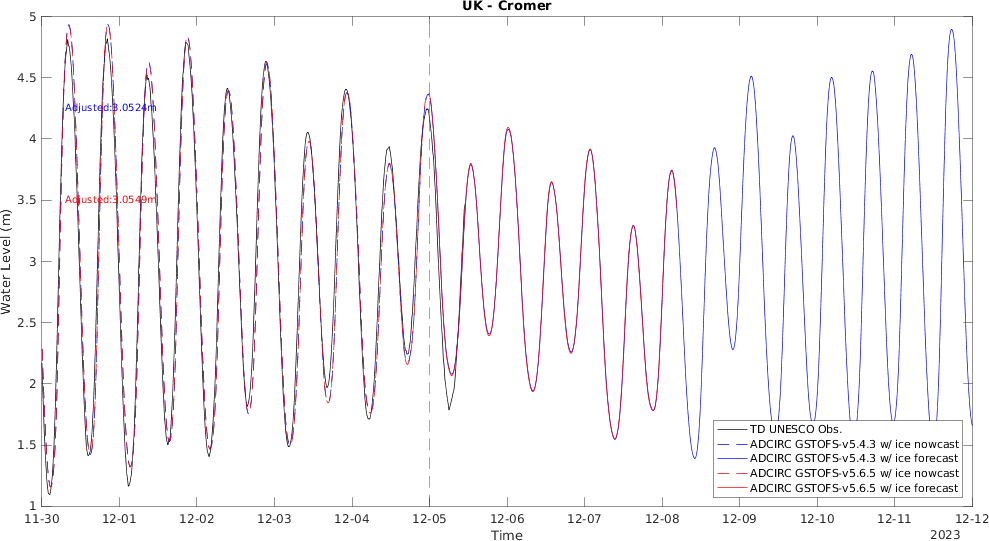 UK - Cromer
5
4.5
4
3.5
3
2.5
2
1.5
1
Water Level (m)
Adjusted:3.0524m
Adjusted:3.0549m
TD UNESCO Obs.
ADCIRC GSTOFS-v5.4.3 w/ ice nowcast
ADCIRC GSTOFS-v5.4.3 w/ ice forecast
ADCIRC GSTOFS-v5.6.5 w/ ice nowcast
ADCIRC GSTOFS-v5.6.5 w/ ice forecast
11-30 12-01 12-02 12-03 12-04 12-05 12-06 12-07 12-08 12-09 12-10 12-11 12-12
Time
2023